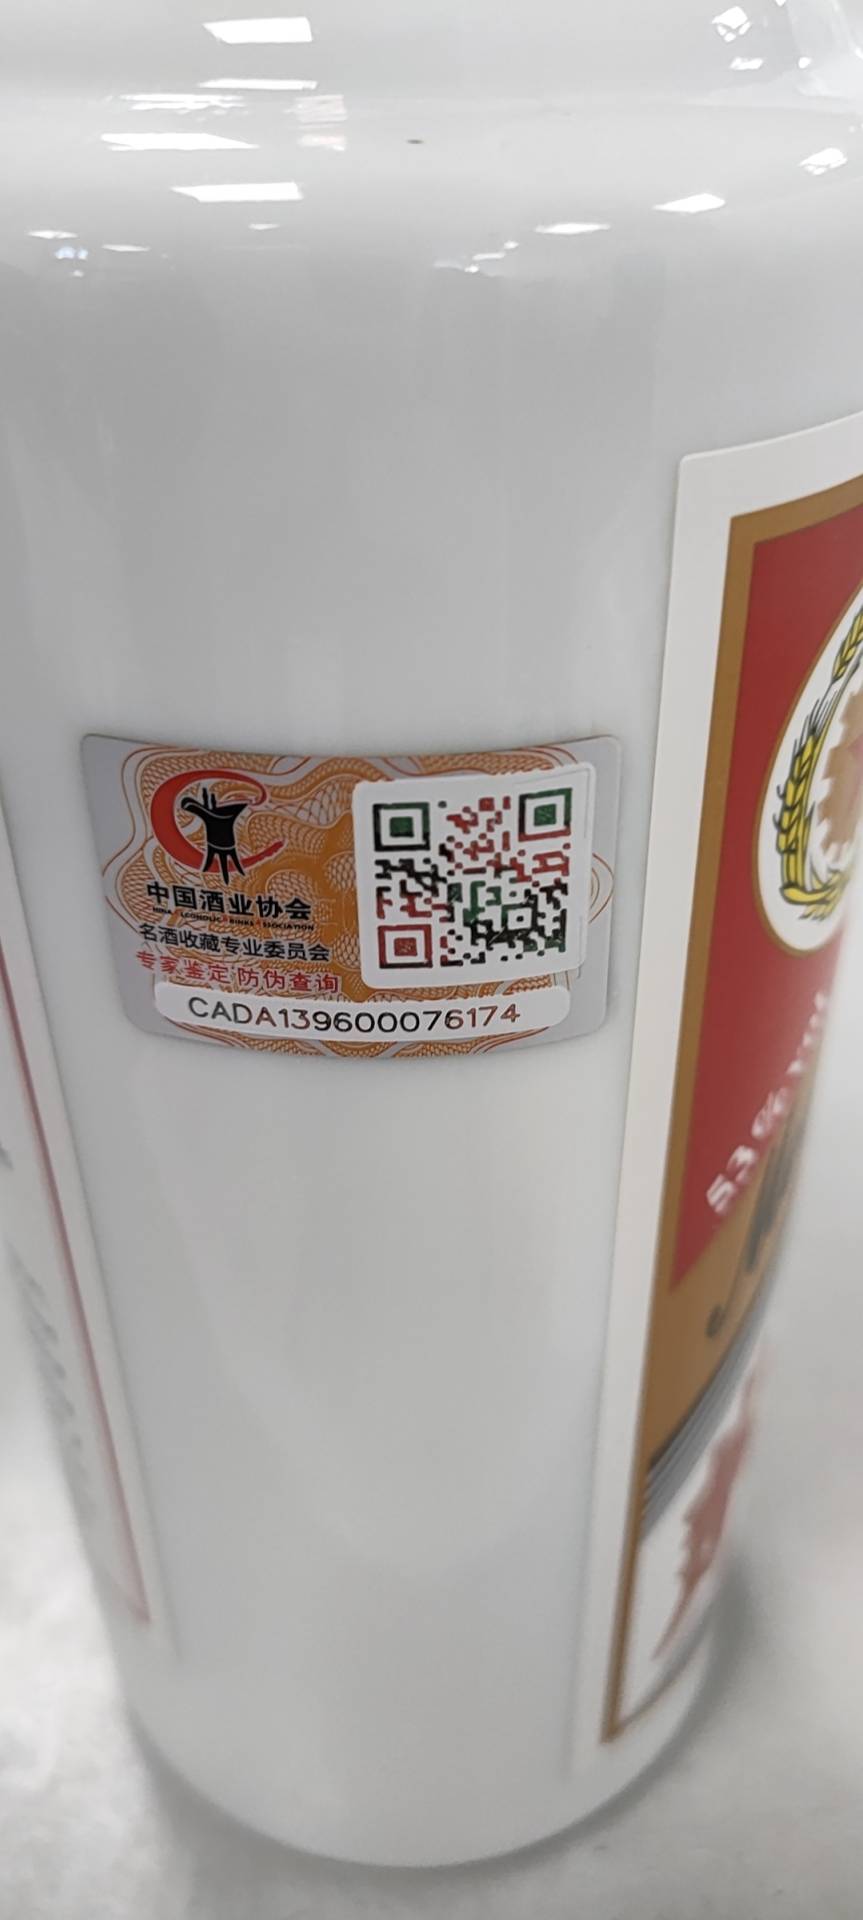 中国酒业协会
名酒收藏专业委员会
专家鉴定 防伪查询
CADA139600076174
53%